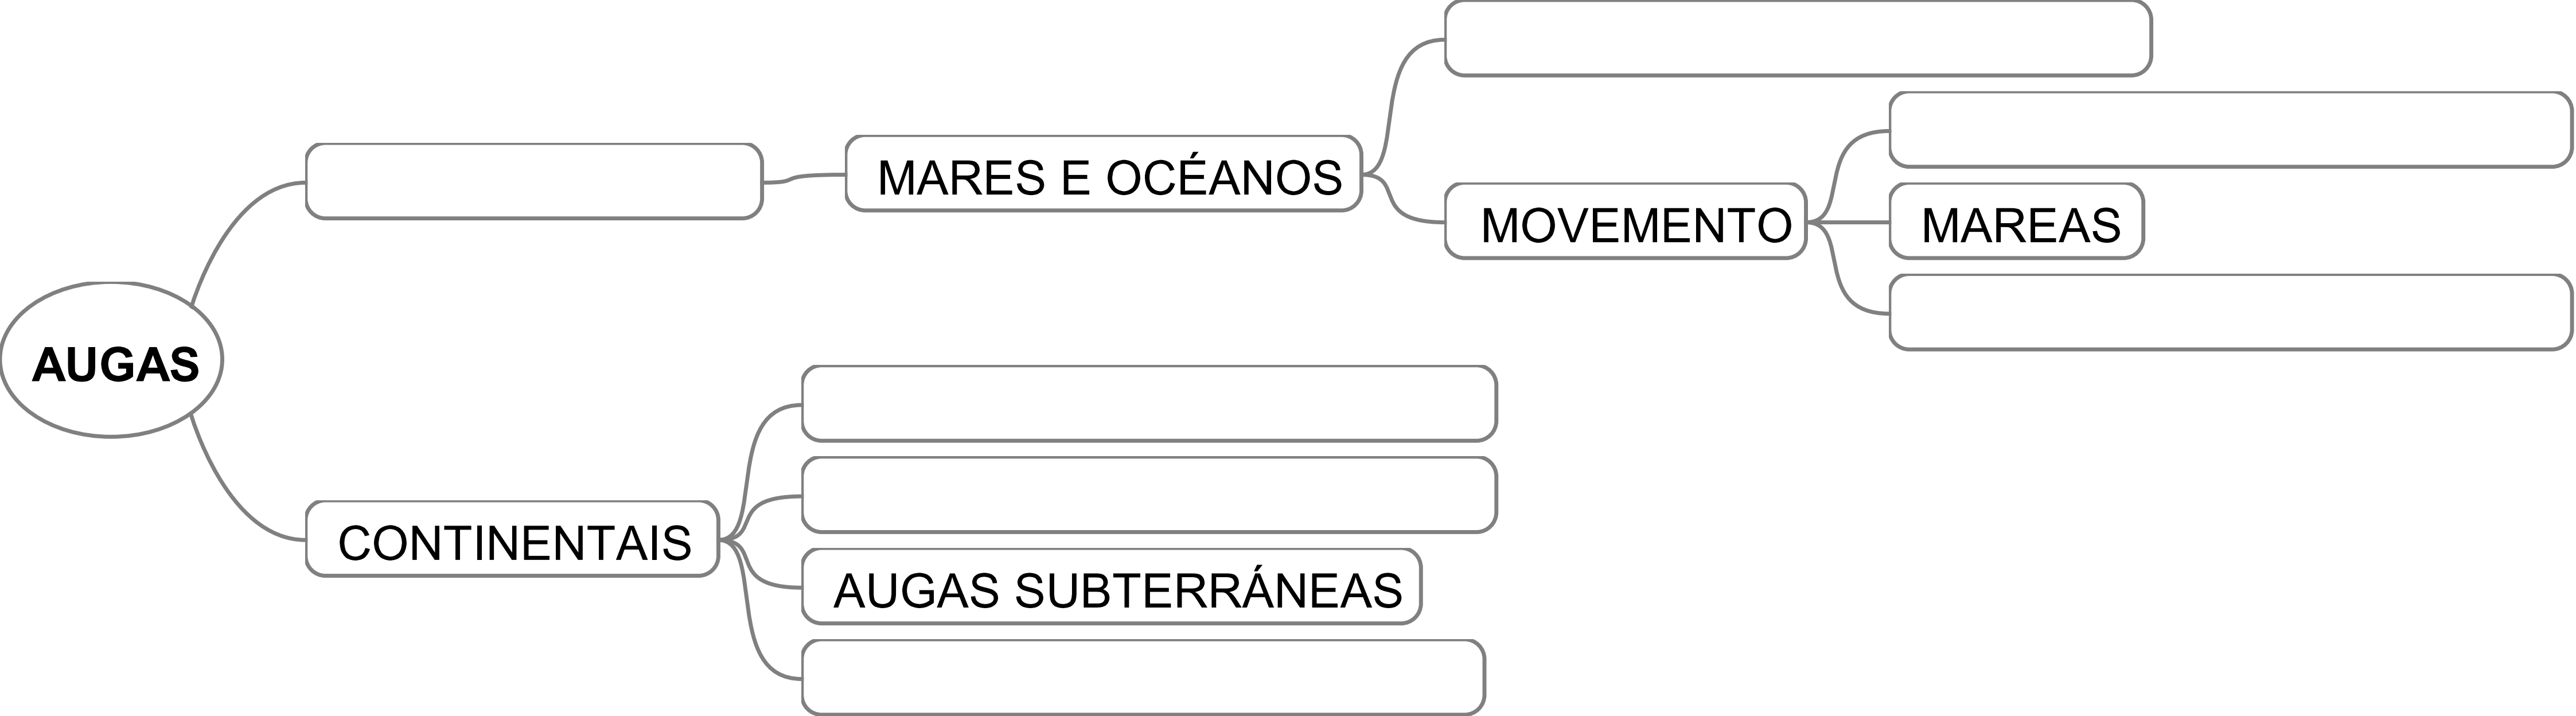 AUGAS
MARES E OCÉANOS
MOVEMENTO
MAREAS
CONTINENTAIS
AUGAS SUBTERRÁNEAS